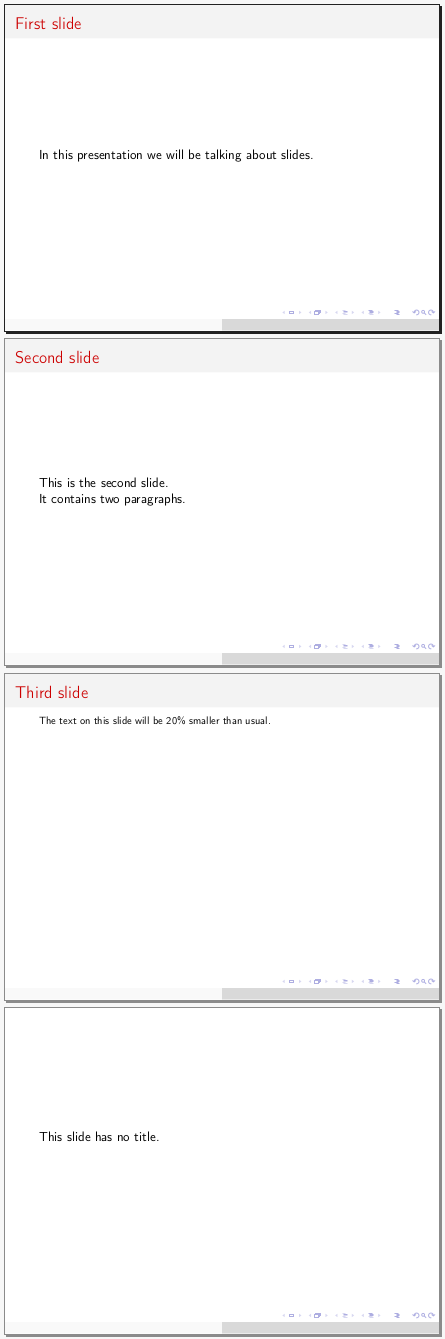 First slide
In this presentation we will be talking about slides.
Second slide
This is the second slide.
It contains two paragraphs.
Third slide
The text on this slide will be 20% smaller than usual.
This slide has no title.